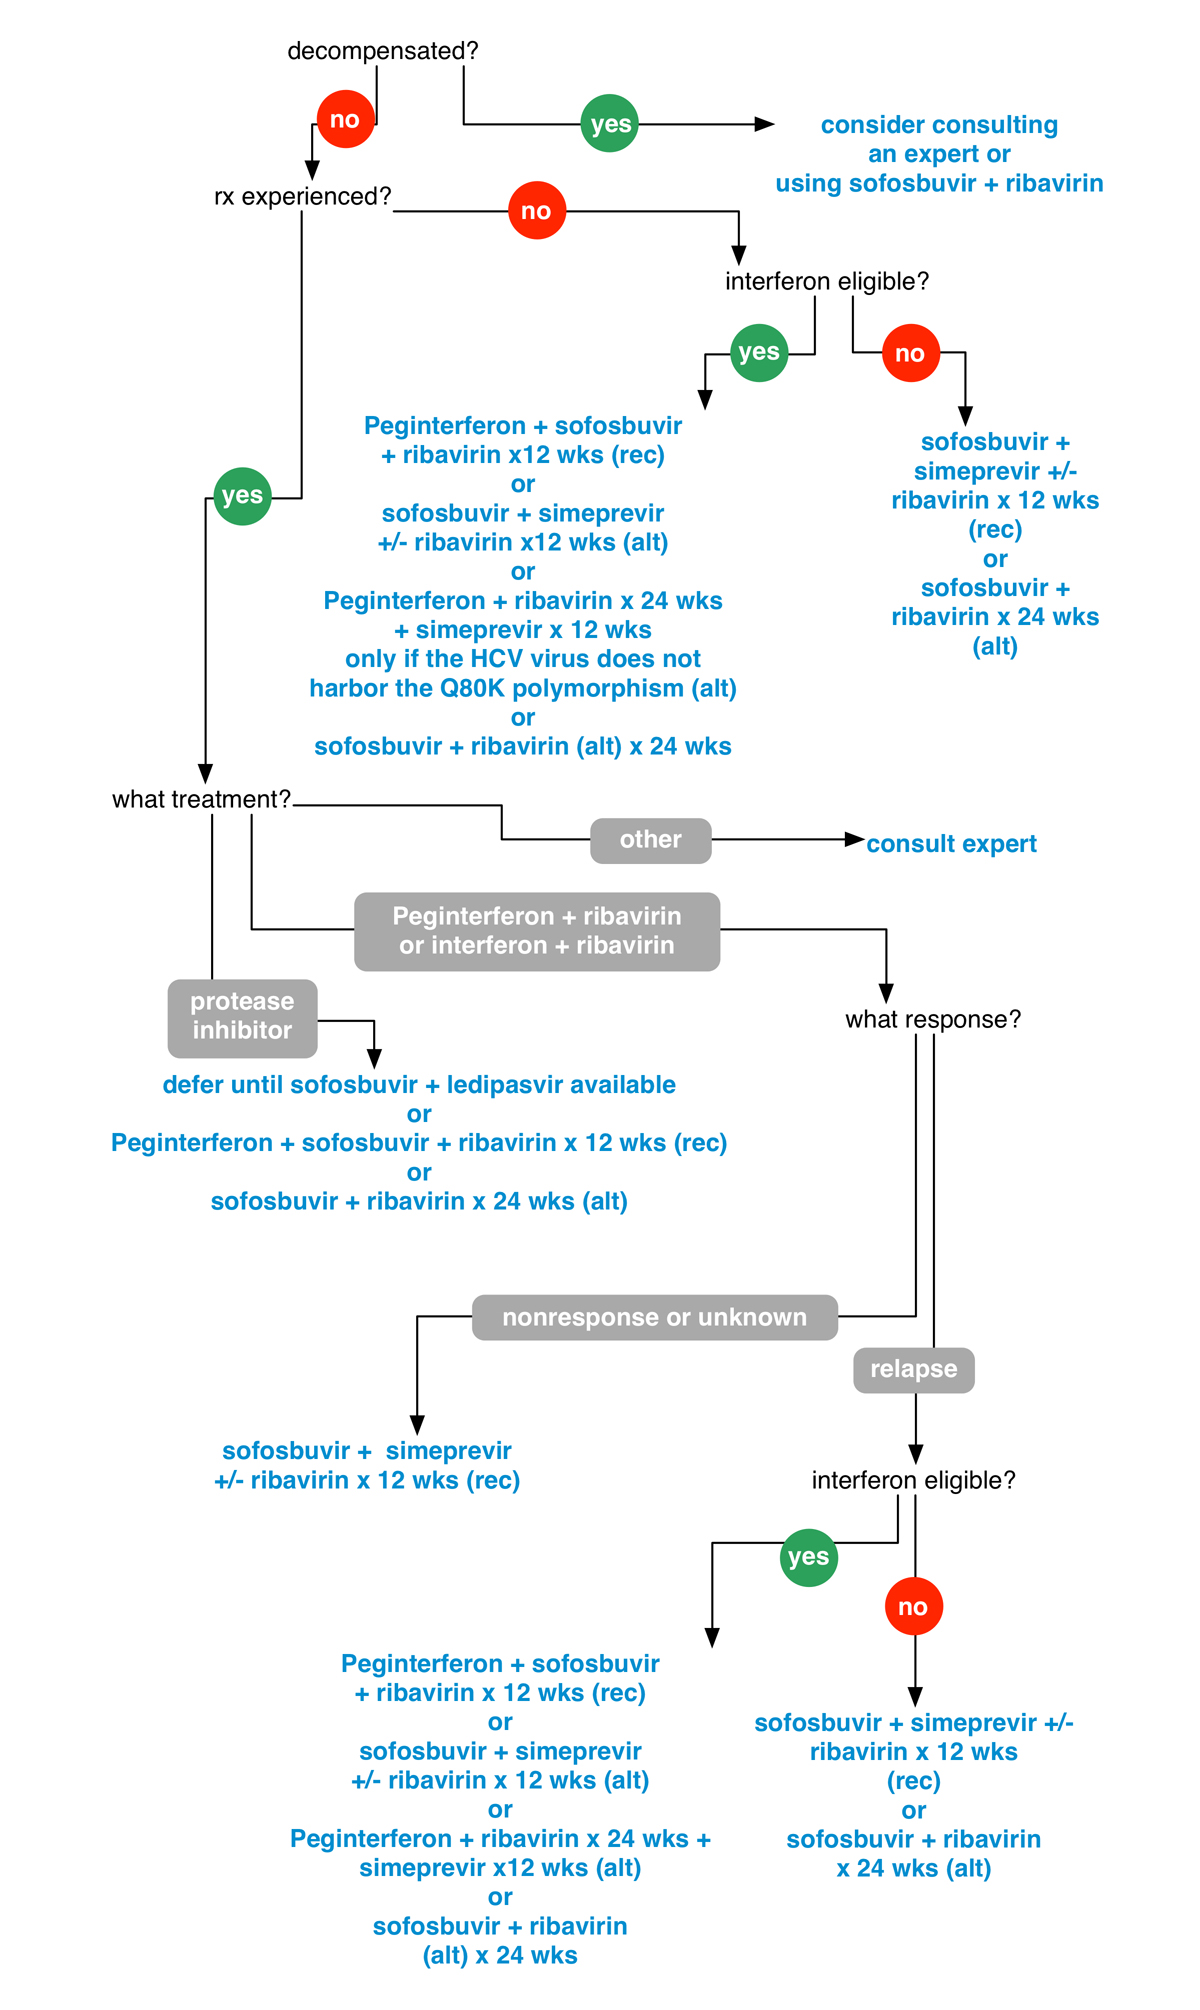 decompensated?
no
yes
consider consulting
an expert or
using sofosbuvir + ribavirin
rx experienced?
no
interferon eligible?
yes
no
Peginterferon + sofosbuvir
+ ribavirin x12 wks (rec)
or
sofosbuvir + simeprevir
+/- ribavirin x12 wks (alt)
or
Peginterferon + ribavirin x 24 wks
+ simeprevir x 12 wks
only if the HCV virus does not
harbor the Q80K polymorphism (alt)
or
sofosbuvir + ribavirin (alt) x 24 wks
sofosbuvir +
simeprevir +/-
ribavirin x 12 wks
(rec)
or
sofosbuvir +
ribavirin x 24 wks
(alt)
yes
what treatment?
other
consult expert
Peginterferon + ribavirin
or interferon + ribavirin
protease
inhibitor
what response?
defer until sofosbuvir + ledipasvir available
or
Peginterferon + sofosbuvir + ribavirin x 12 wks (rec)
or
sofosbuvir + ribavirin x 24 wks (alt)
nonresponse or unknown
relapse
sofosbuvir +  simeprevir
+/- ribavirin x 12 wks (rec)
interferon eligible?
yes
no
Peginterferon + sofosbuvir
+ ribavirin x 12 wks (rec)
or
sofosbuvir + simeprevir
+/- ribavirin x 12 wks (alt)
or
Peginterferon + ribavirin x 24 wks +
simeprevir x12 wks (alt)
or
sofosbuvir + ribavirin
(alt) x 24 wks
sofosbuvir + simeprevir +/-
ribavirin x 12 wks
(rec)
or
sofosbuvir + ribavirin
x 24 wks (alt)